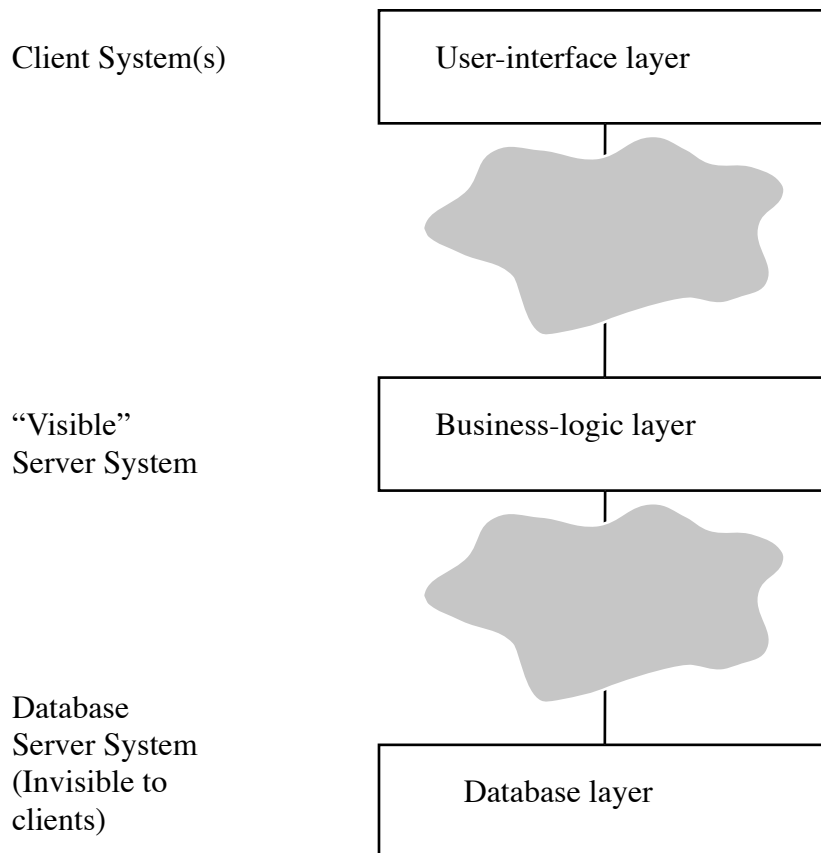 Client System(s)
User-interface layer
“Visible”
Server System
Business-logic layer
Database
Server System
(Invisible to
clients)
Database layer